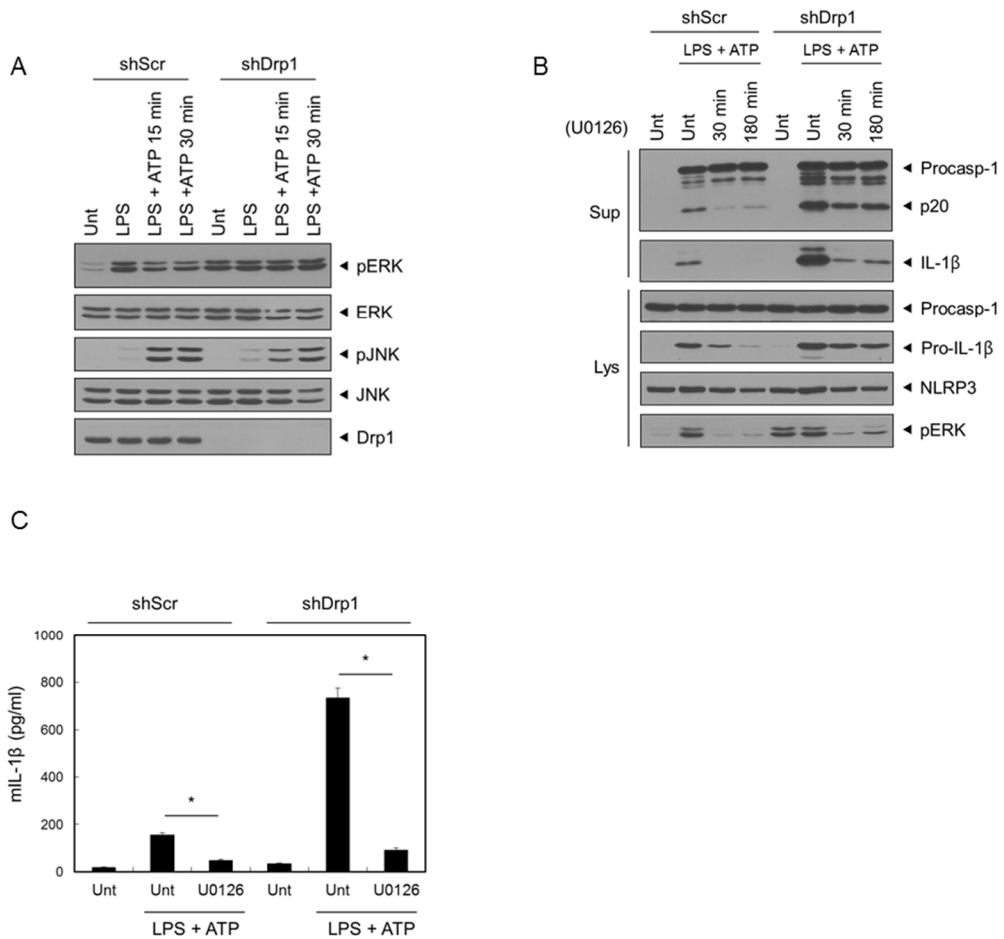 A
shScr shDrp1
Unt
LPS
LPS + ATP 15 min
LPS +ATP 30 min
Unt
LPS
LPS + ATP 15 min
LPS +ATP 30 min
pERK
ERK
pJNK
JNK
Drp1
B
shScr shDrp1
LPS + ATP LPS + ATP
(U0126)
Unt
Unt
30 min
180 min
Unt
Unt
30 min
180 min
Sup
Procasp-1
p20
IL-1β
Lys
Procasp-1
Pro-IL-1β
NLRP3
pERK
C
shScr shDrp1
mIL-1β (pg/ml)
1000
800
600
400
200
0
* *
Unt Unt U0126 Unt Unt U0126
LPS + ATP LPS + ATP